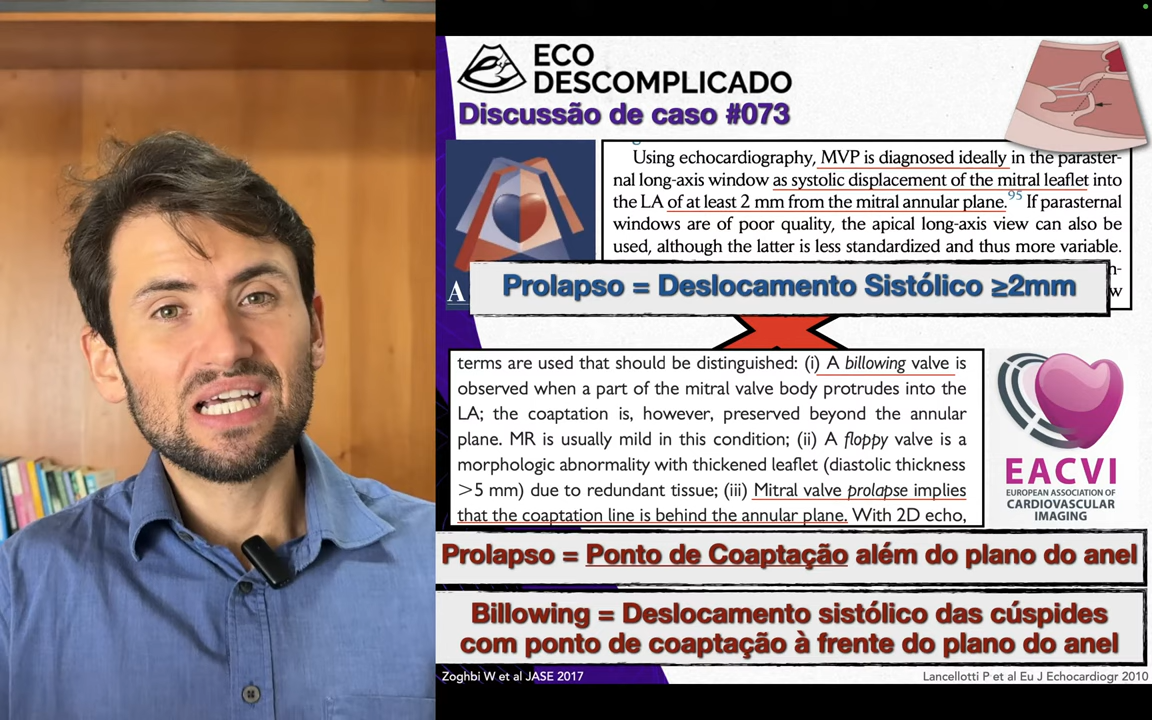 ECO
DESCOMPLICADO
Discussão de caso #073
Using echocardiography, MVP is diagnosed ideally in the paraster-
nal long-axis window as systolic displacement of the mitral leaflet into
the LA of at least 2 mm from the mitral annular plane.95 If parasternal
windows are of poor quality, the apical long-axis view can also be
used, although the latter is less standardized and thus more variable.
n-
A
Prolapso = Deslocamento Sistólico ≥2mm
w
terms are used that should be distinguished: (i) A billowing valve is
observed when a part of the mitral valve body protrudes into the
LA; the coaptation is, however, preserved beyond the annular
plane. MR is usually mild in this condition; (ii) A floppy valve is a
morphologic abnormality with thickened leaflet (diastolic thickness
>5 mm) due to redundant tissue; (iii) Mitral valve prolapse implies
that the coaptation line is behind the annular plane. With 2D echo,
EACVI
EUROPEAN ASSOCIATION OF
CARDIOVASCULAR
IMAGING
Prolapso = Ponto de Coaptação além do plano do anel
Billowing = Deslocamento sistólico das cúspides
com ponto de coaptação à frente do plano do anel
Zoghbi W et al JASE 2017
Lancellotti P et al Eu J Echocardiogr 2010